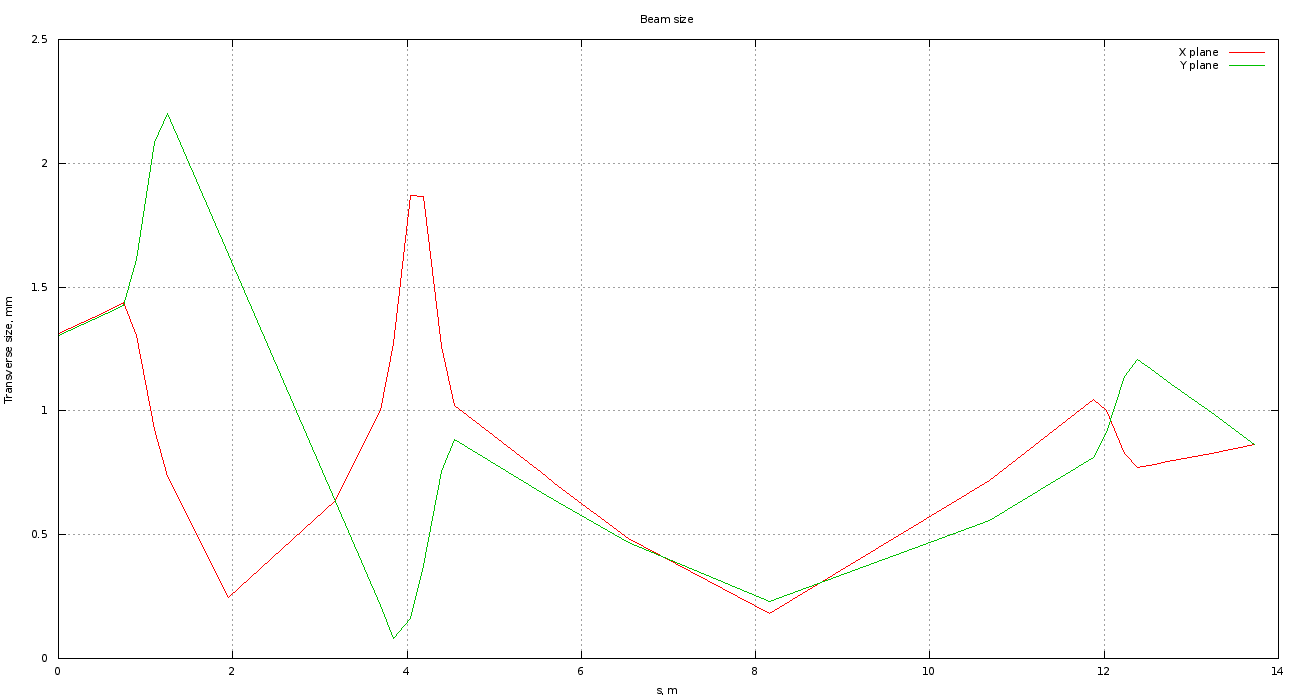 Beam size
X plane
Y plane
2.5
2
1.5
1
0.5
0
Transverse size, mm
0 2 4 6 8 10 12 14
s, m